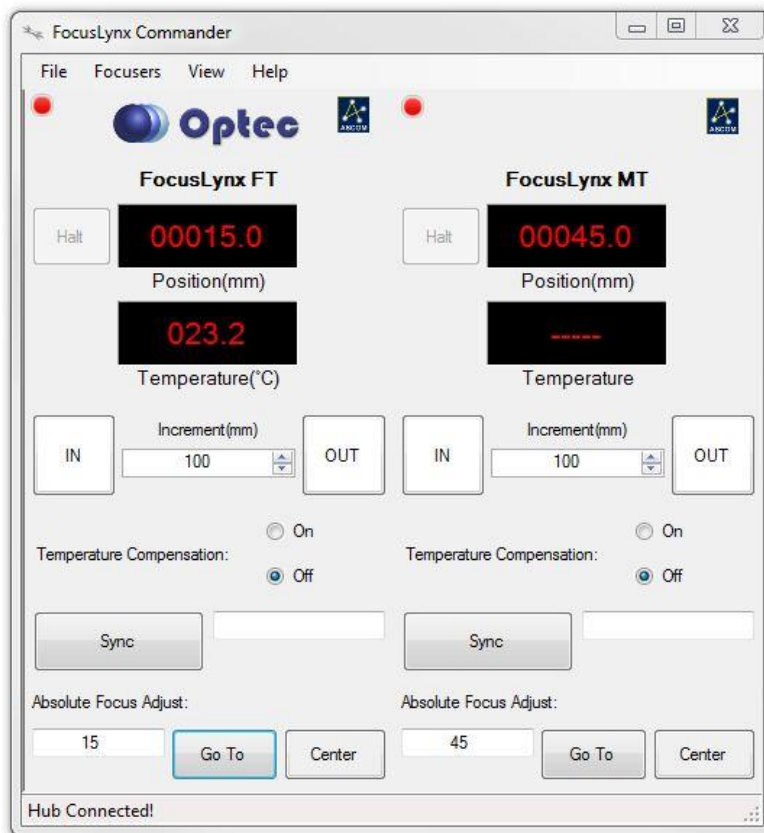 FocusLynx Commander
File Focusers View Help
Optec ASCOM ASCOM
FocusLynx FT FocusLynx MT
Halt 00015.0 Halt 00045.0
Position(mm) Position(mm)
023.2 -----
Temperature(°C) Temperature
Increment(mm) Increment(mm)
IN 100 OUT IN 100 OUT
On On
Temperature Compensation: Temperature Compensation:
Off Off
Sync Sync
Absolute Focus Adjust: Absolute Focus Adjust:
15 Go To Center 45 Go To Center
Hub Connected!